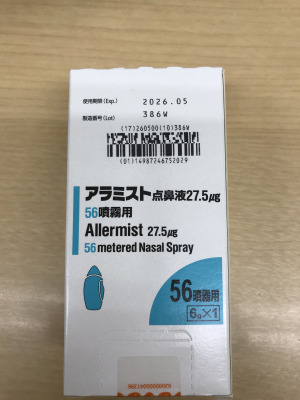 使用期限(Exp.) 2026.05
製造番号(Lot) 386W
(17)260500(10)386W
(01)14987246752029
アラミスト点鼻液27.5μg
56噴霧用
Allermist 27.5μg
56 metered Nasal Spray
56噴霧用
6g×1